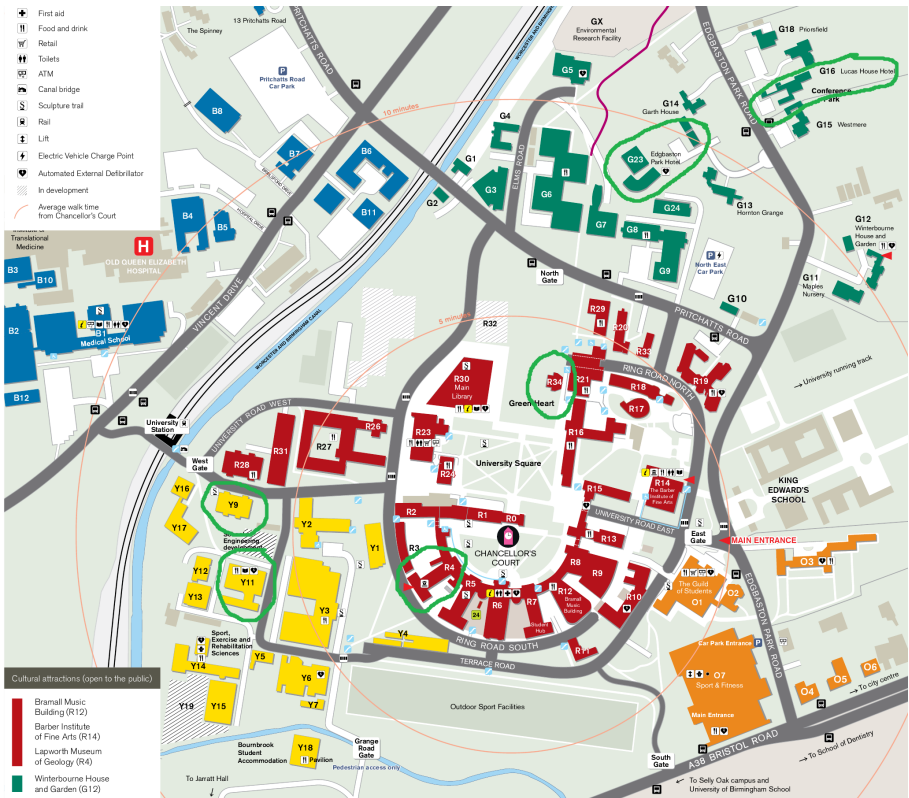 First aid
Food and drink
Retail
Toilets
ATM
Canal bridge
Sculpture trail
Rail
Lift
Electric Vehicle Charge Point
Automated External Defibrillator
In development
Average walk time
from Chancellor's Court
Translational
Medicine
H
OLD QUEEN ELIZABETH
HOSPITAL
B3
B10
B2
B1
Medical School
B12
B4
B5
B8
B7
B6
B11
The Spinney
13 Pritchatts Road
PRITCHATTS ROAD
P
Pritchatts Road
Car Park
VINCENT DRIVE
HOSPITAL DRIVE
WORCESTER AND BIRMINGHAM CANAL
10 minutes
5 minutes
GX
Environmental
Research Facility
G5
G4
G1
G2
G3
ELMS ROAD
G6
G7
G23
Edgbaston
Park Hotel
G14
Garth House
G13
Hornton Grange
G24
G8
G9
P
North East
Car Park
G10
G18 Priorsfield
G16 Lucas House Hotel
Conference
Park
G15 Westmere
G12
Winterbourne
House and
Garden
G11
Maples
Nursery
EDGBASTON PARK ROAD
North
Gate
PRITCHATTS ROAD
R32
R29
R20
R33
R19
RING ROAD NORTH
R34
R21
R18
R17
Green Heart
R30
Main
Library
R16
R23
R24
University Square
R15
R14
The Barber
Institute of
Fine Arts
UNIVERSITY ROAD EAST
R13
University
Station
West
Gate
UNIVERSITY ROAD WEST
R28
R31
R27
R26
R2
R1
R0
R3
R4
R5
R6
R7
Student
Hub
R8
R9
R10
R11
R12
Bramall
Music
Building
24
CHANCELLOR'S
COURT
RING ROAD SOUTH
TERRACE ROAD
University running track
KING
EDWARD'S
SCHOOL
East
Gate
MAIN ENTRANCE
The Guild
of Students
O1
O2
O3
Car Park Entrance
P
O7
Sport & Fitness
Main Entrance
O4
O5
O6
EDGBASTON PARK ROAD
To city centre
A38 BRISTOL ROAD
To School of Dentistry
South
Gate
To Selly Oak campus and
University of Birmingham School
Y16
Y17
Y9
Engineering
Y12
Y13
Y11
Y2
Y1
Y3
Y4
Sport,
Exercise and
Rehabilitation
Sciences
Y14
Y5
Y6
Y7
Y19
Y15
Outdoor Sport Facilities
Y18
Pavilion
Bournbrook
Student
Accommodation
Grange
Road
Gate
Pedestrian access only
To Jarratt Hall
Cultural attractions (open to the public)
Bramall Music
Building (R12)
Barber Institute
of Fine Arts (R14)
Lapworth Museum
of Geology (R4)
Winterbourne House
and Garden (G12)